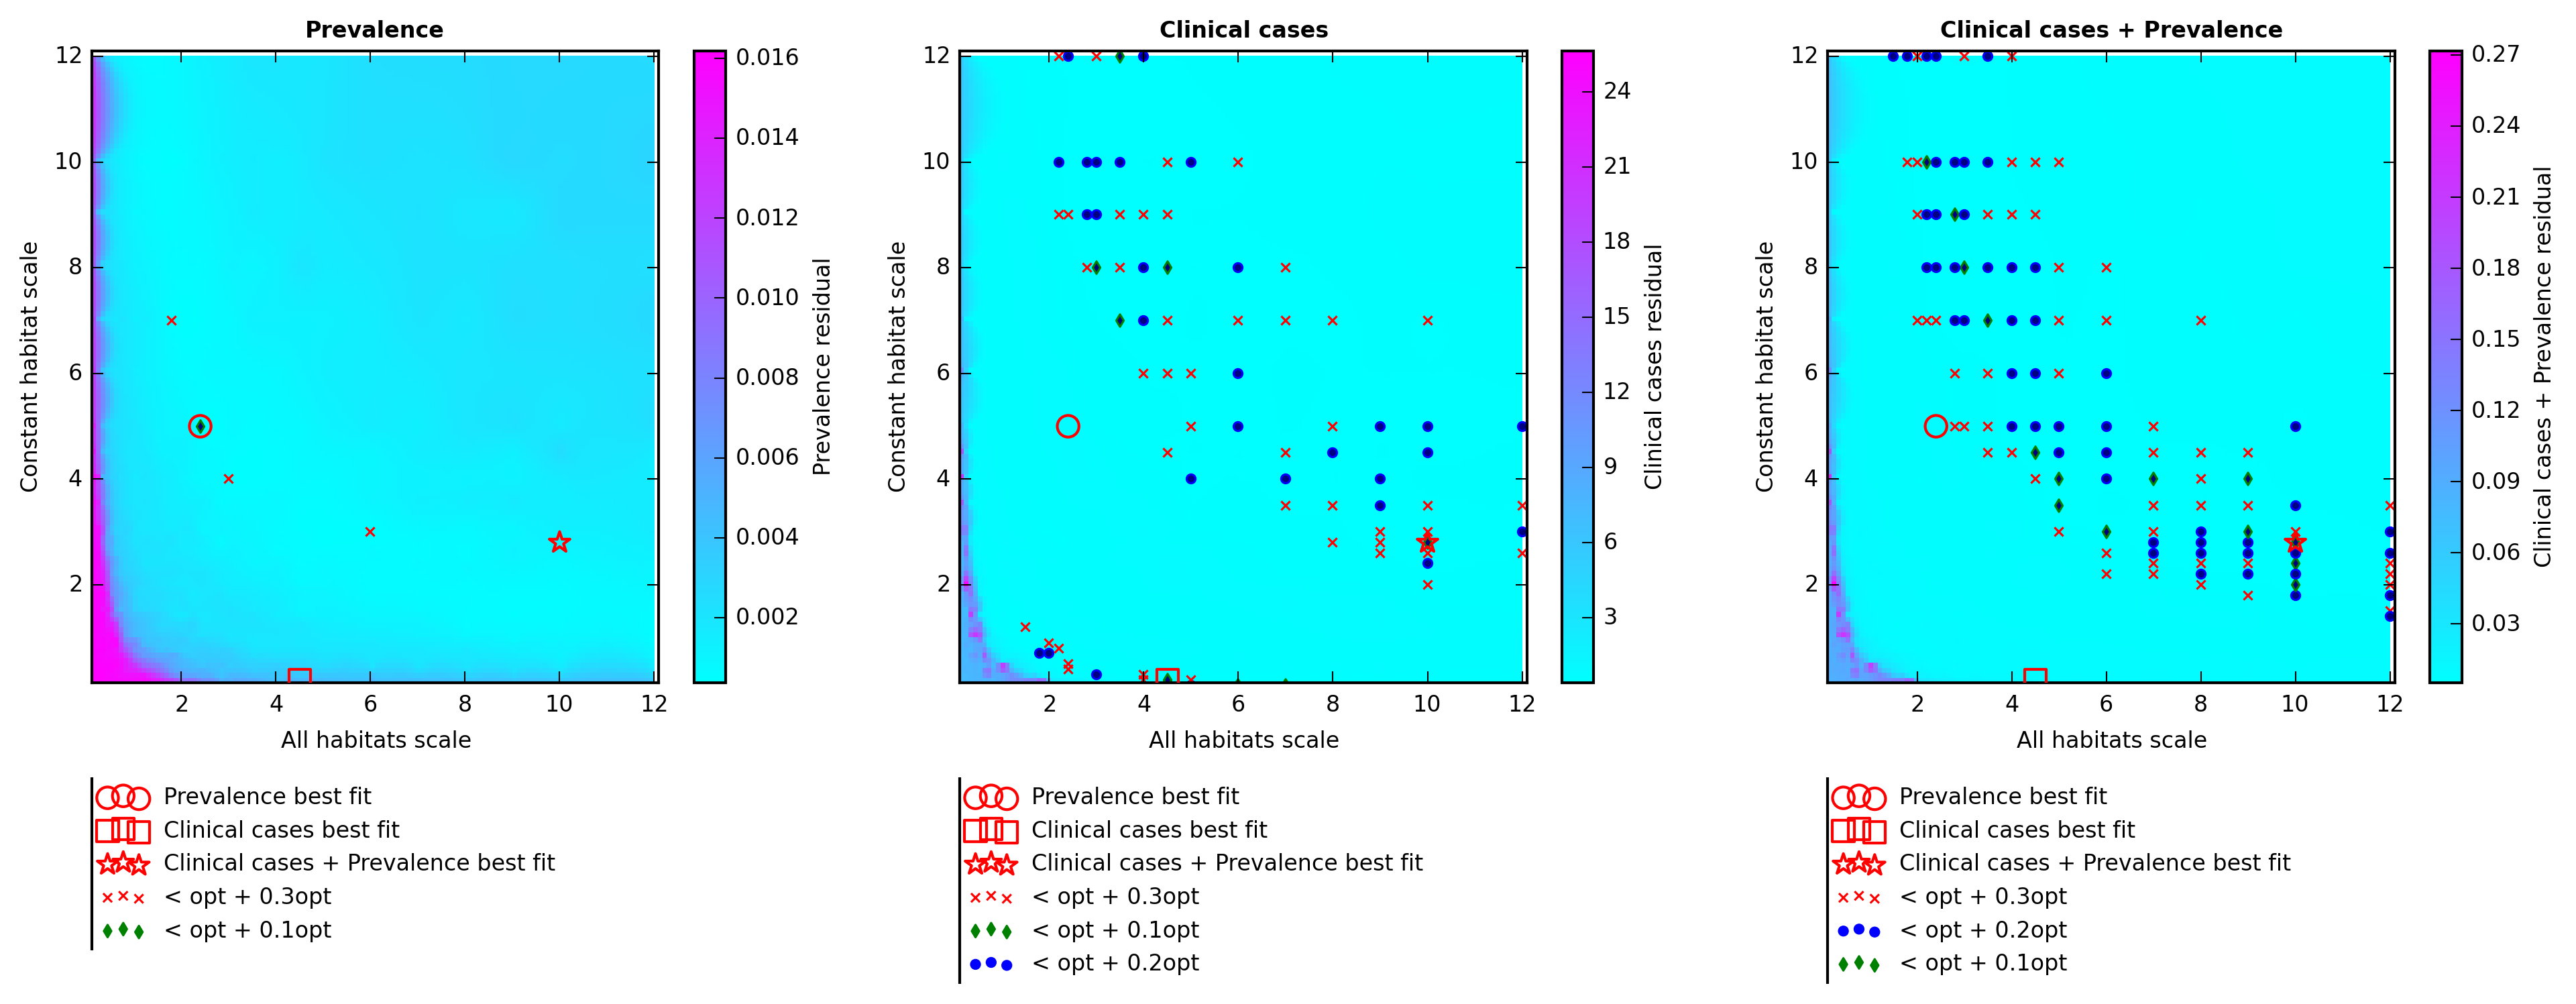 Prevalence
12
10
8
6
4
2
Constant habitat scale
2 4 6 8 10 12
All habitats scale
0.016
0.014
0.012
0.010
0.008
0.006
0.004
0.002
Prevalence residual
Prevalence best fit
Clinical cases best fit
Clinical cases + Prevalence best fit
< opt + 0.3opt
< opt + 0.1opt
Clinical cases
12
10
8
6
4
2
Constant habitat scale
2 4 6 8 10 12
All habitats scale
24
21
18
15
12
9
6
3
Clinical cases residual
Prevalence best fit
Clinical cases best fit
Clinical cases + Prevalence best fit
< opt + 0.3opt
< opt + 0.1opt
< opt + 0.2opt
Clinical cases + Prevalence
12
10
8
6
4
2
Constant habitat scale
2 4 6 8 10 12
All habitats scale
0.27
0.24
0.21
0.18
0.15
0.12
0.09
0.06
0.03
Clinical cases + Prevalence residual
Prevalence best fit
Clinical cases best fit
Clinical cases + Prevalence best fit
< opt + 0.3opt
< opt + 0.2opt
< opt + 0.1opt